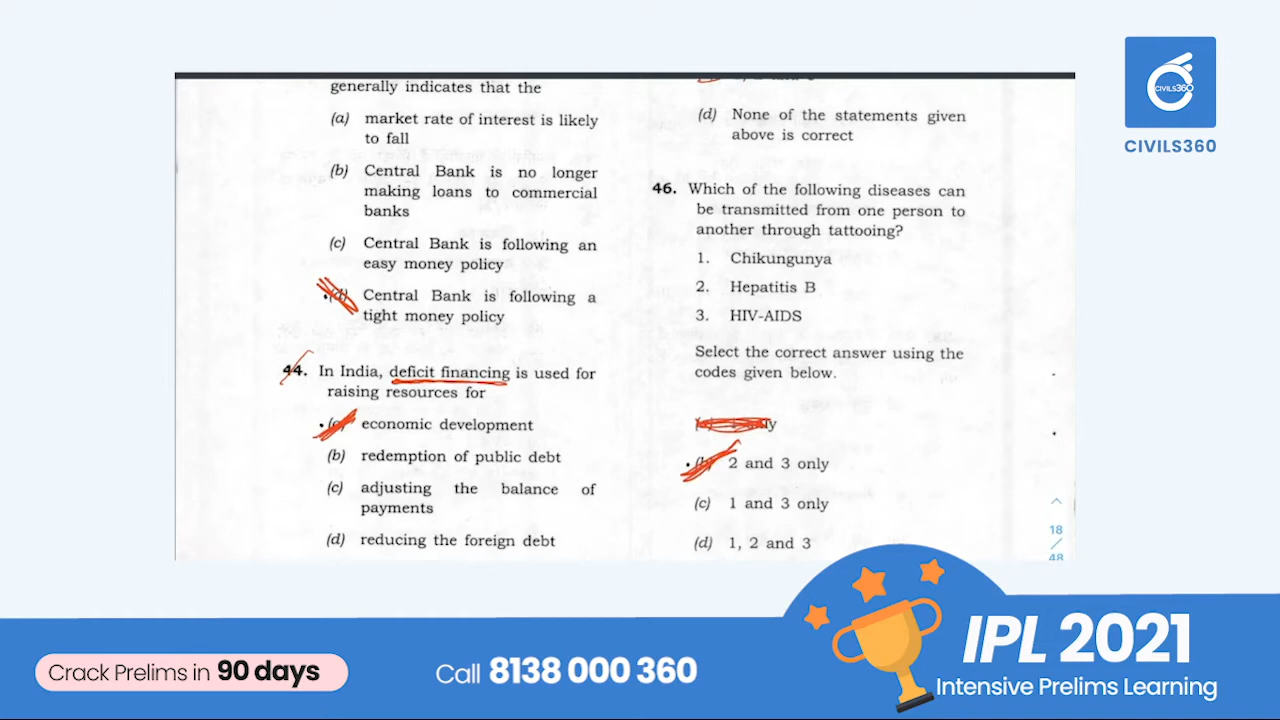 generally indicates that the
(a) market rate of interest is likely
to fall
(b) Central Bank is no longer
making loans to commercial
banks
(c) Central Bank is following an
easy money policy
(d) Central Bank is following a
tight money policy
44. In India, deficit financing is used for
raising resources for
economic development
(b) redemption of public debt
(c) adjusting the balance of
payments
(d) reducing the foreign debt
(d) None of the statements given
above is correct
46. Which of the following diseases can
be transmitted from one person to
another through tattooing?
1. Chikungunya
2. Hepatitis B
3. HIV-AIDS
Select the correct answer using the
codes given below.
(b) 2 and 3 only
(c) 1 and 3 only
(d) 1, 2 and 3
18
/
48
CIVILS360
CIVILS360
IPL 2021
Intensive Prelims Learning
Crack Prelims in 90 days
Call 8138 000 360